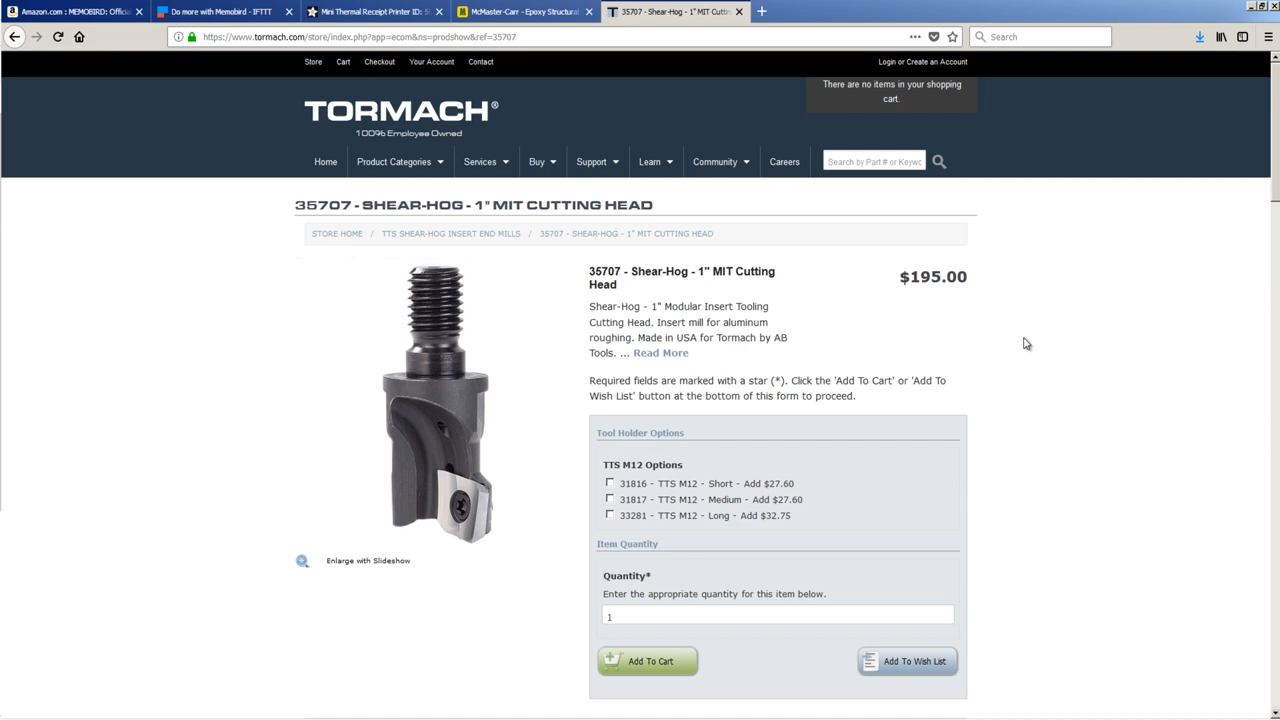 Amazon.com : MEMOBIRD: Offici
Do more with Memobird - IFTTT
Mini Thermal Receipt Printer ID: 5
McMaster-Carr - Epoxy Structural
35707 - Shear-Hog - 1" MIT Cuttin
https://www.tormach.com/store/index.php?app=ecom&ns=prodshow&ref=35707
Search
Store Cart Checkout Your Account Contact
Login or Create an Account
There are no items in your shopping
cart.
TORMACH®
100% Employee Owned
Home Product Categories Services Buy Support Learn Community Careers
Search by Part # or Keywo
35707 - SHEAR-HOG - 1" MIT CUTTING HEAD
STORE HOME / TTS SHEAR-HOG INSERT END MILLS / 35707 - SHEAR-HOG - 1" MIT CUTTING HEAD
35707 - Shear-Hog - 1" MIT Cutting
Head
$195.00
Shear-Hog - 1" Modular Insert Tooling
Cutting Head. Insert mill for aluminum
roughing. Made in USA for Tormach by AB
Tools. ... Read More
Required fields are marked with a star (*). Click the 'Add To Cart' or 'Add To
Wish List' button at the bottom of this form to proceed.
Tool Holder Options
TTS M12 Options
31816 - TTS M12 - Short - Add $27.60
31817 - TTS M12 - Medium - Add $27.60
33281 - TTS M12 - Long - Add $32.75
Item Quantity
Enlarge with Slideshow
Quantity*
Enter the appropriate quantity for this item below.
1
Add To Cart
Add To Wish List